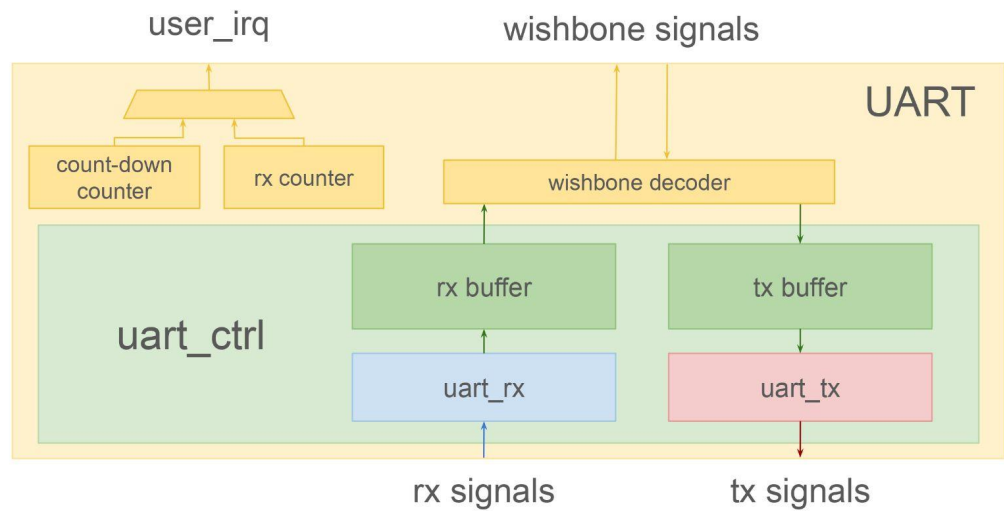 user_irq
wishbone signals
UART
count-down
counter
rx counter
wishbone decoder
rx buffer
tx buffer
uart_ctrl
uart_rx
uart_tx
rx signals
tx signals